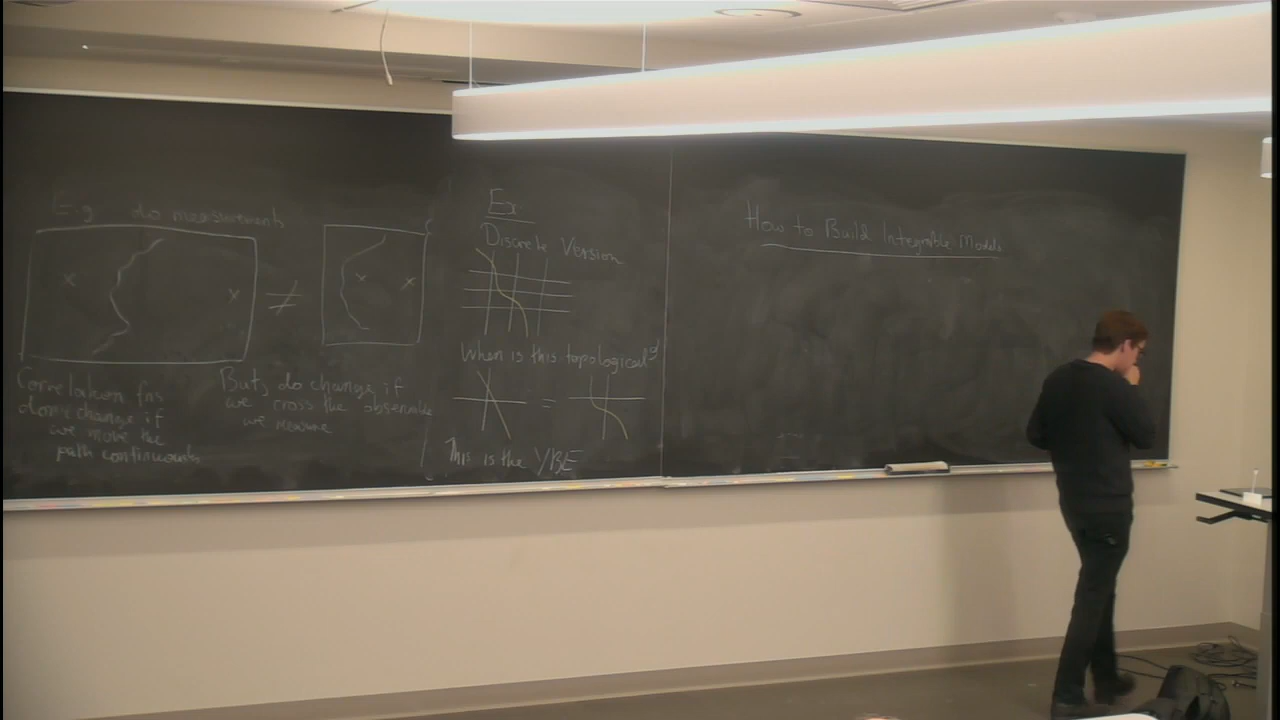 E.g. do measurements
≠
Correlation fns
dont change if
we move the
path continuously
But, do change if
we cross the observable
we measure
Ex.
Discrete Version
When is this topological?
=
This is the YBE
How to Build Integrable Models